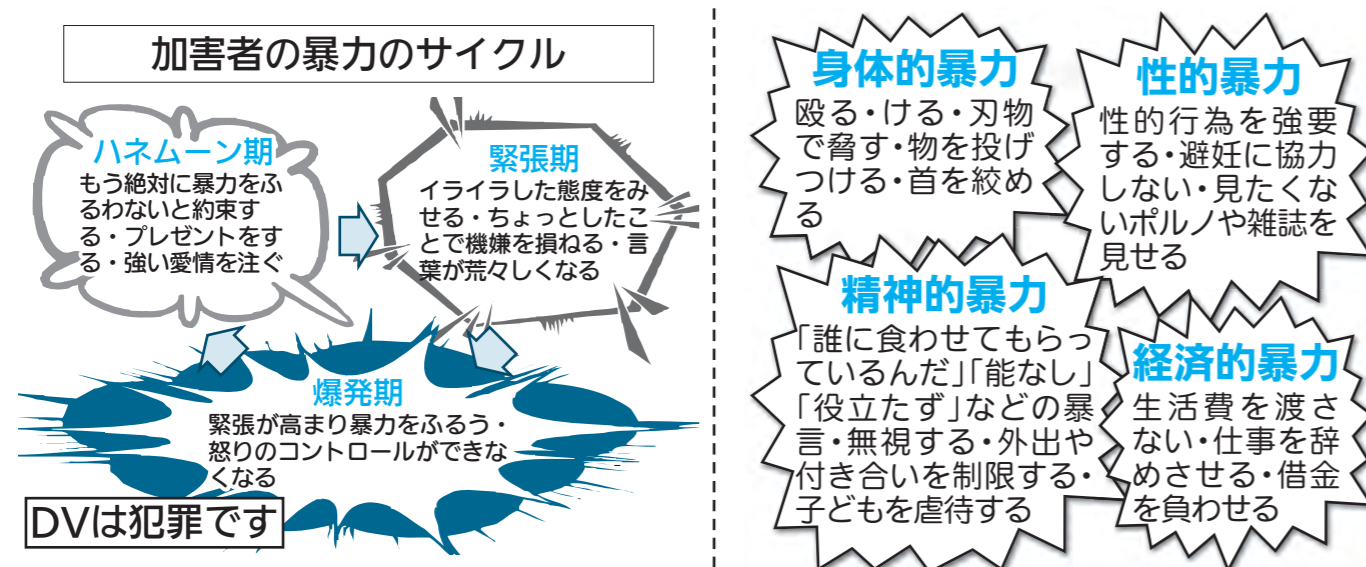 加害者の暴力のサイクル
ハネムーン期
もう絶対に暴力をふ
るわないと約束す
る・プレゼントをす
る・強い愛情を注ぐ
緊張期
イライラした態度をみ
せる・ちょっとしたこ
とで機嫌を損ねる・言
葉が荒々しくなる
爆発期
緊張が高まり暴力をふるう・
怒りのコントロールができな
くなる
DVは犯罪です
身体的暴力
殴る・ける・刃物
で脅す・物を投げ
つける・首を絞め
る
性的暴力
性的行為を強要
する・避妊に協力
しない・見たくな
いポルノや雑誌を
見せる
精神的暴力
「誰に食わせてもらっ
ているんだ」「能なし」
「役立たず」などの暴
言・無視する・外出や
付き合いを制限する・
子どもを虐待する
経済的暴力
生活費を渡さ
ない・仕事を辞
めさせる・借金
を負わせる